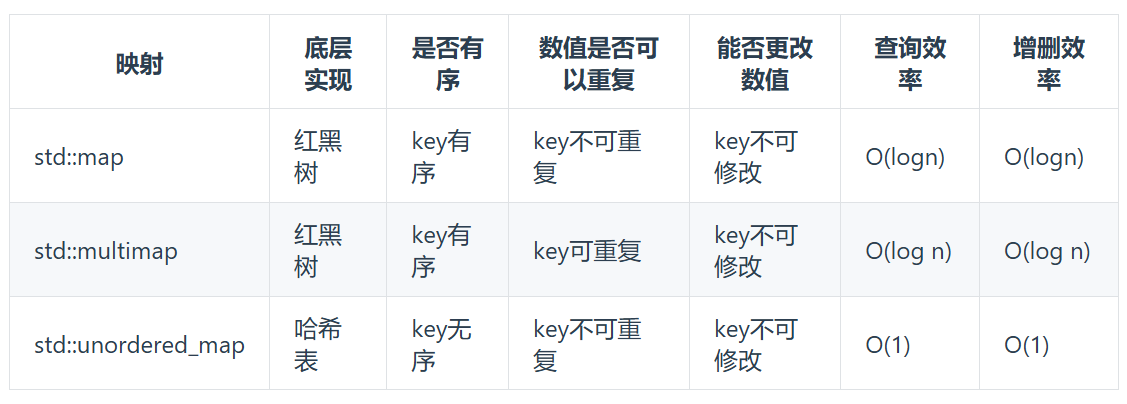 映射 底层 是否有 数值是否可 能否更改 查询效 增删效
实现 序 以重复 数值 率 率
std::map 红黑 key有 key不可重 key不可 O(logn) O(logn)
树 序 复 修改
std::multimap 红黑 key有 key可重复 key不可 O(log n) O(log n)
树 序 修改
std::unordered_map 哈希 key无 key不可重 key不可 O(1) O(1)
表 序 复 修改